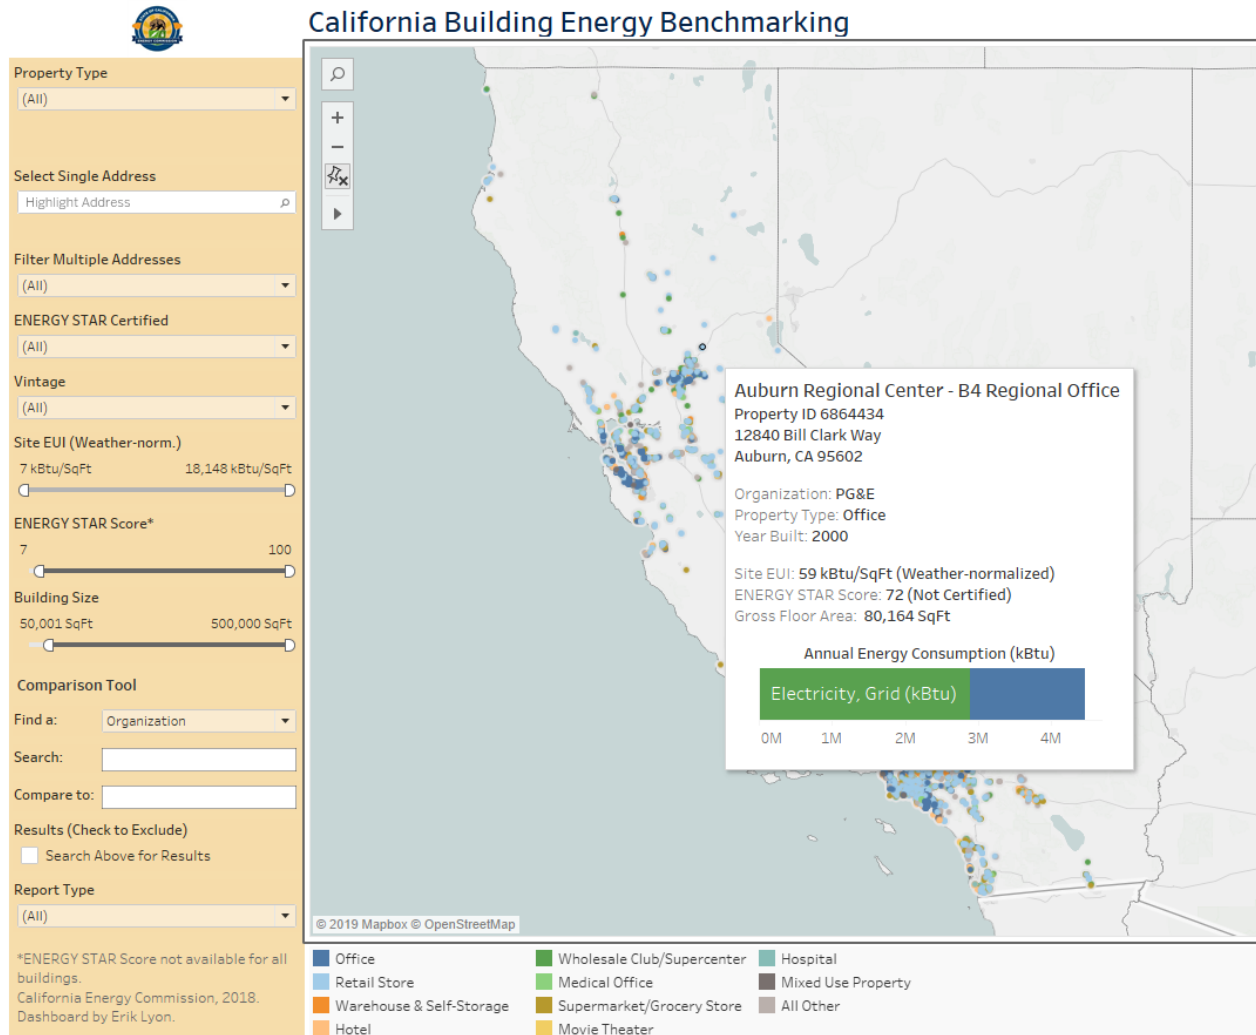 California Building Energy Benchmarking
Property Type
(All)
Select Single Address
Highlight Address
Filter Multiple Addresses
(All)
ENERGY STAR Certified
(All)
Vintage
(All)
Site EUI (Weather-norm.)
7 kBtu/SqFt 18,148 kBtu/SqFt
ENERGY STAR Score*
7 100
Building Size
50,001 SqFt 500,000 SqFt
Comparison Tool
Find a: Organization
Search:
Compare to:
Results (Check to Exclude)
Search Above for Results
Report Type
(All)
*ENERGY STAR Score not available for all
buildings.
California Energy Commission, 2018.
Dashboard by Erik Lyon.
Auburn Regional Center - B4 Regional Office
Property ID 6864434
12840 Bill Clark Way
Auburn, CA 95602
Organization: PG&E
Property Type: Office
Year Built: 2000
Site EUI: 59 kBtu/SqFt (Weather-normalized)
ENERGY STAR Score: 72 (Not Certified)
Gross Floor Area: 80,164 SqFt
Annual Energy Consumption (kBtu)
Electricity, Grid (kBtu)
0M 1M 2M 3M 4M
© 2019 Mapbox © OpenStreetMap
Office
Retail Store
Warehouse & Self-Storage
Hotel
Wholesale Club/Supercenter
Medical Office
Supermarket/Grocery Store
Movie Theater
Hospital
Mixed Use Property
All Other